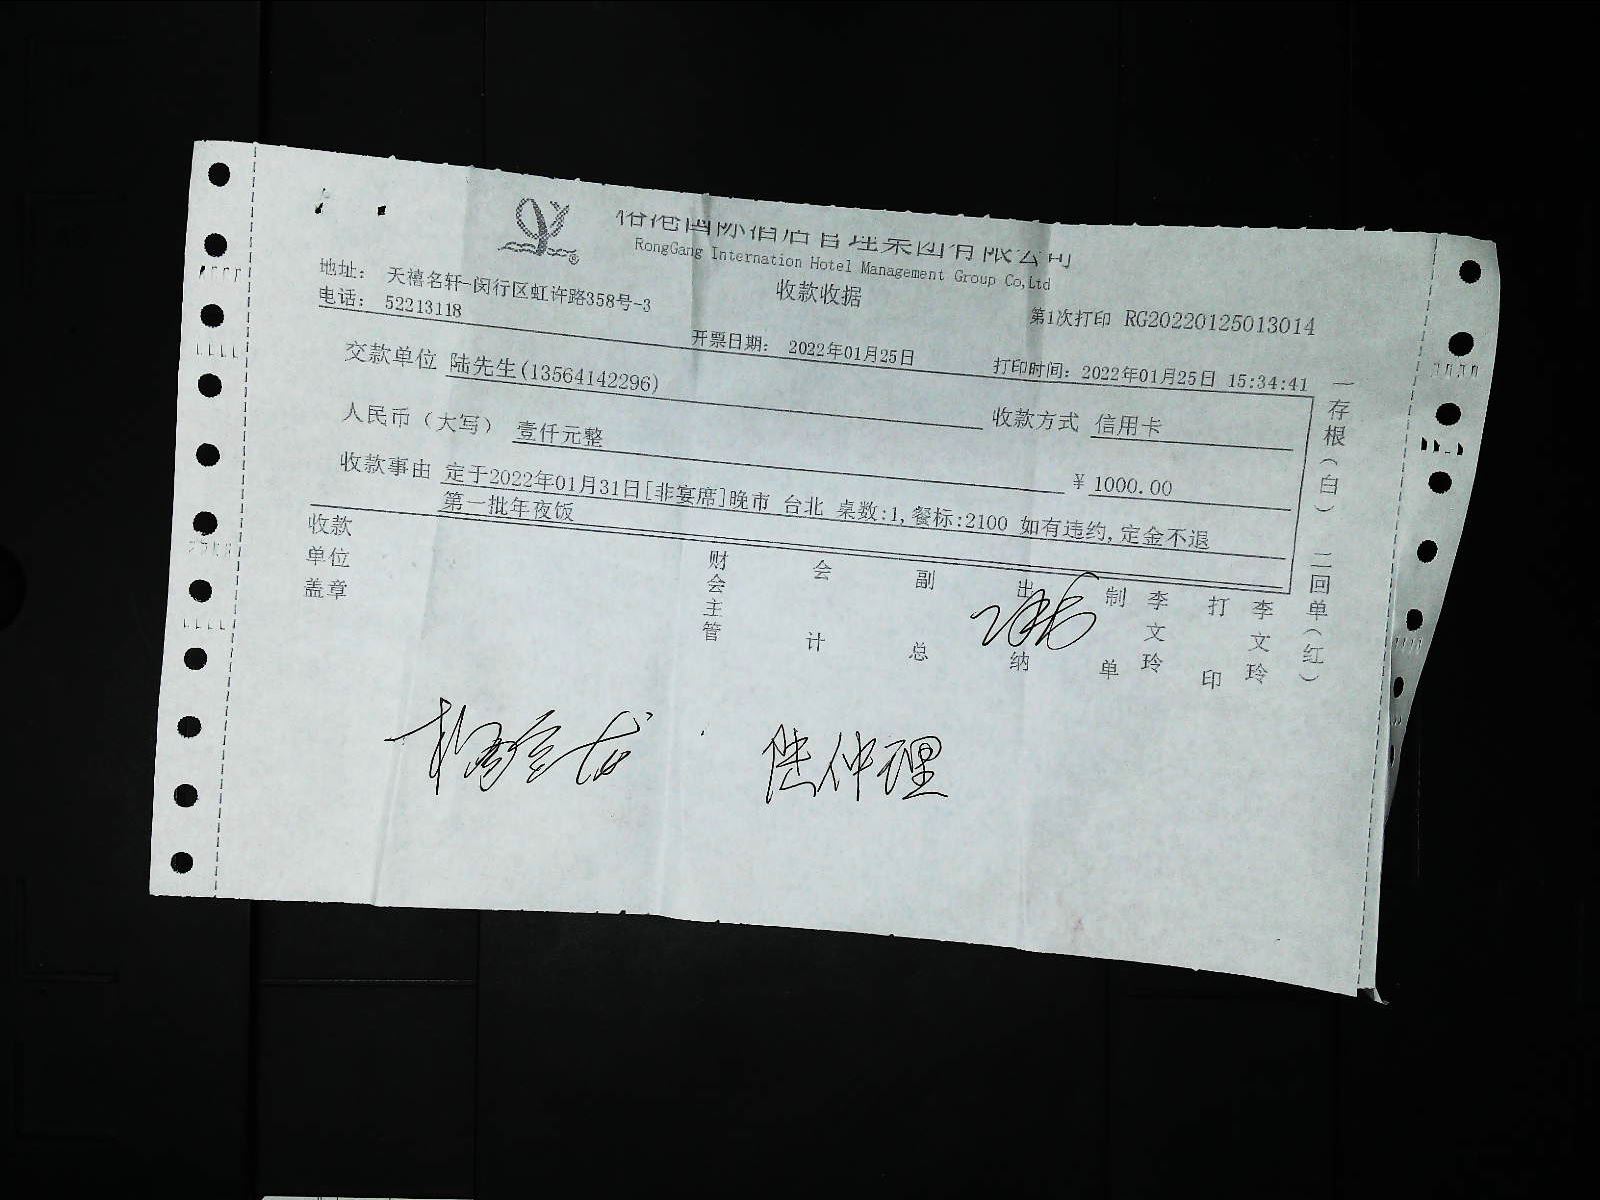 国际酒店管理集团有限公司
RongGang Internation Hotel Management Group Co,Ltd
收款收据
地址: 天禧名轩-闵行区虹许路358号-3
电话: 52213118
第1次打印 RG20220125013014
开票日期: 2022年01月25日
打印时间: 2022年01月25日 15:34:41
交款单位 陆先生(13564142296)
收款方式 信用卡
人民币（大写） 壹仟元整
¥ 1000.00
收款事由 定于2022年01月31日[非宴席]晚市 台北 桌数:1,餐标:2100 如有违约,定金不退
第一批年夜饭
收款单位盖章
财会主管
会计
副总
出纳
制单 李文玲
打印 李文玲
一存根(白) 二回单(红)
陆仲理